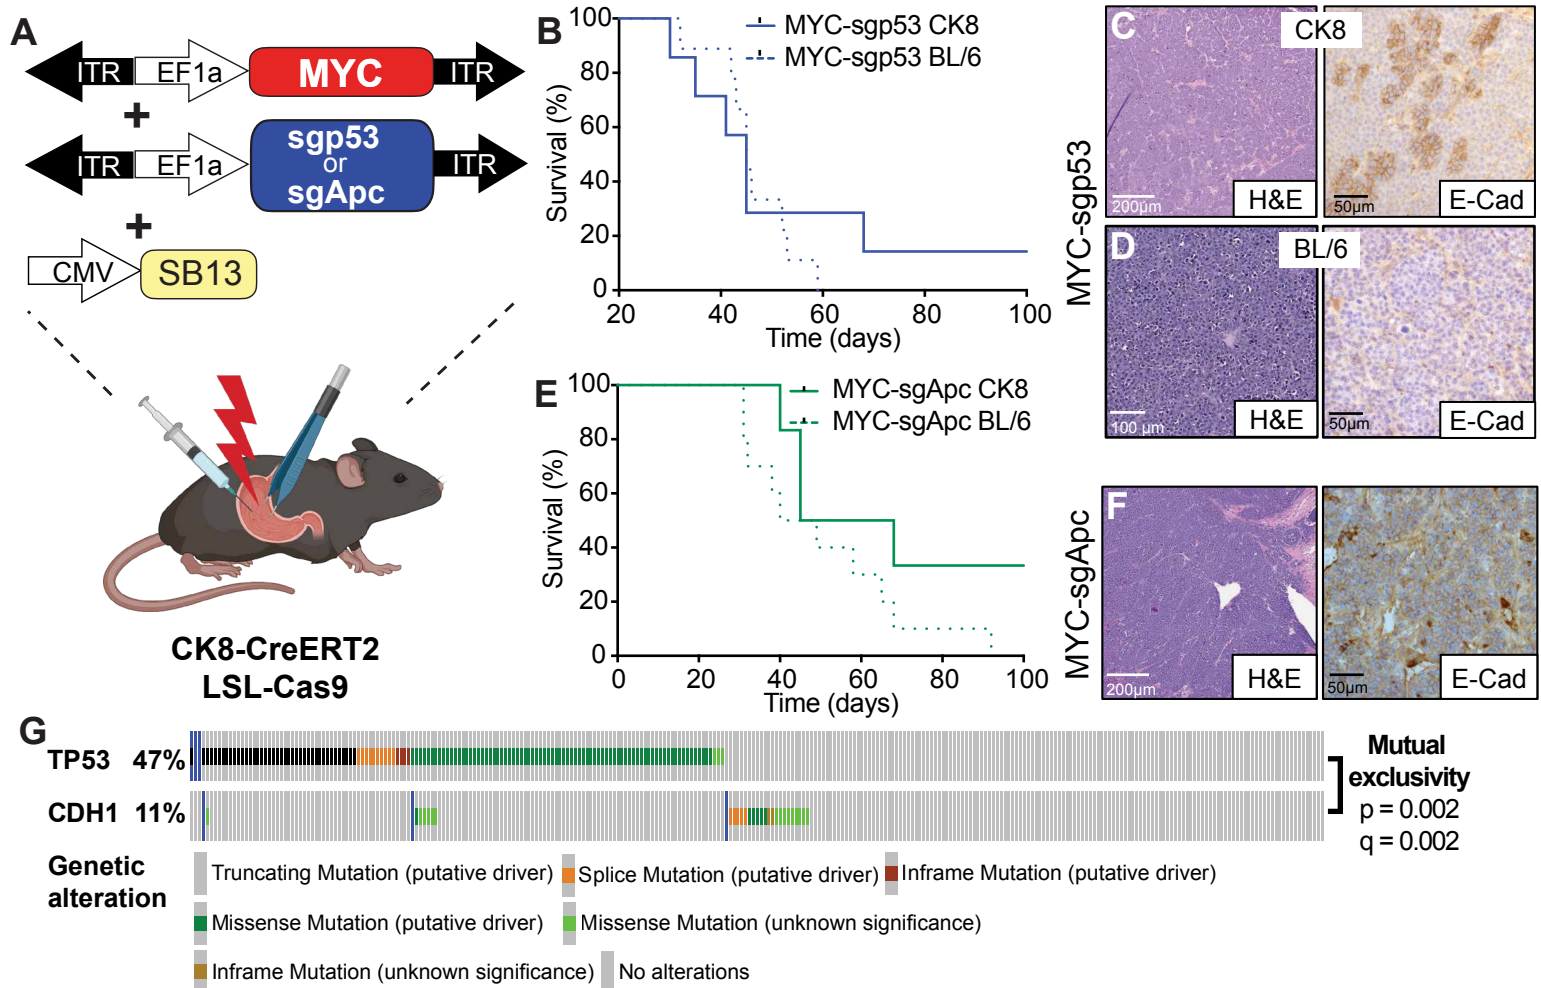 A
ITR EF1a MYC ITR
+
ITR EF1a sgp53 or sgApc ITR
+
CMV SB13
CK8-CreERT2
LSL-Cas9
B
MYC-sgp53 CK8
MYC-sgp53 BL/6
Survival (%)
100
80
60
40
20
0
20 40 60 80 100
Time (days)
MYC-sgp53
C
CK8
200µm
H&E
50µm
E-Cad
D
BL/6
100 µm
H&E
50µm
E-Cad
E
MYC-sgApc CK8
MYC-sgApc BL/6
Survival (%)
100
80
60
40
20
0
0 20 40 60 80 100
Time (days)
MYC-sgApc
F
200µm
H&E
50µm
E-Cad
G
TP53 47%
CDH1 11%
Mutual
exclusivity
p = 0.002
q = 0.002
Genetic
alteration
Truncating Mutation (putative driver) Splice Mutation (putative driver) Inframe Mutation (putative driver)
Missense Mutation (putative driver) Missense Mutation (unknown significance)
Inframe Mutation (unknown significance) No alterations